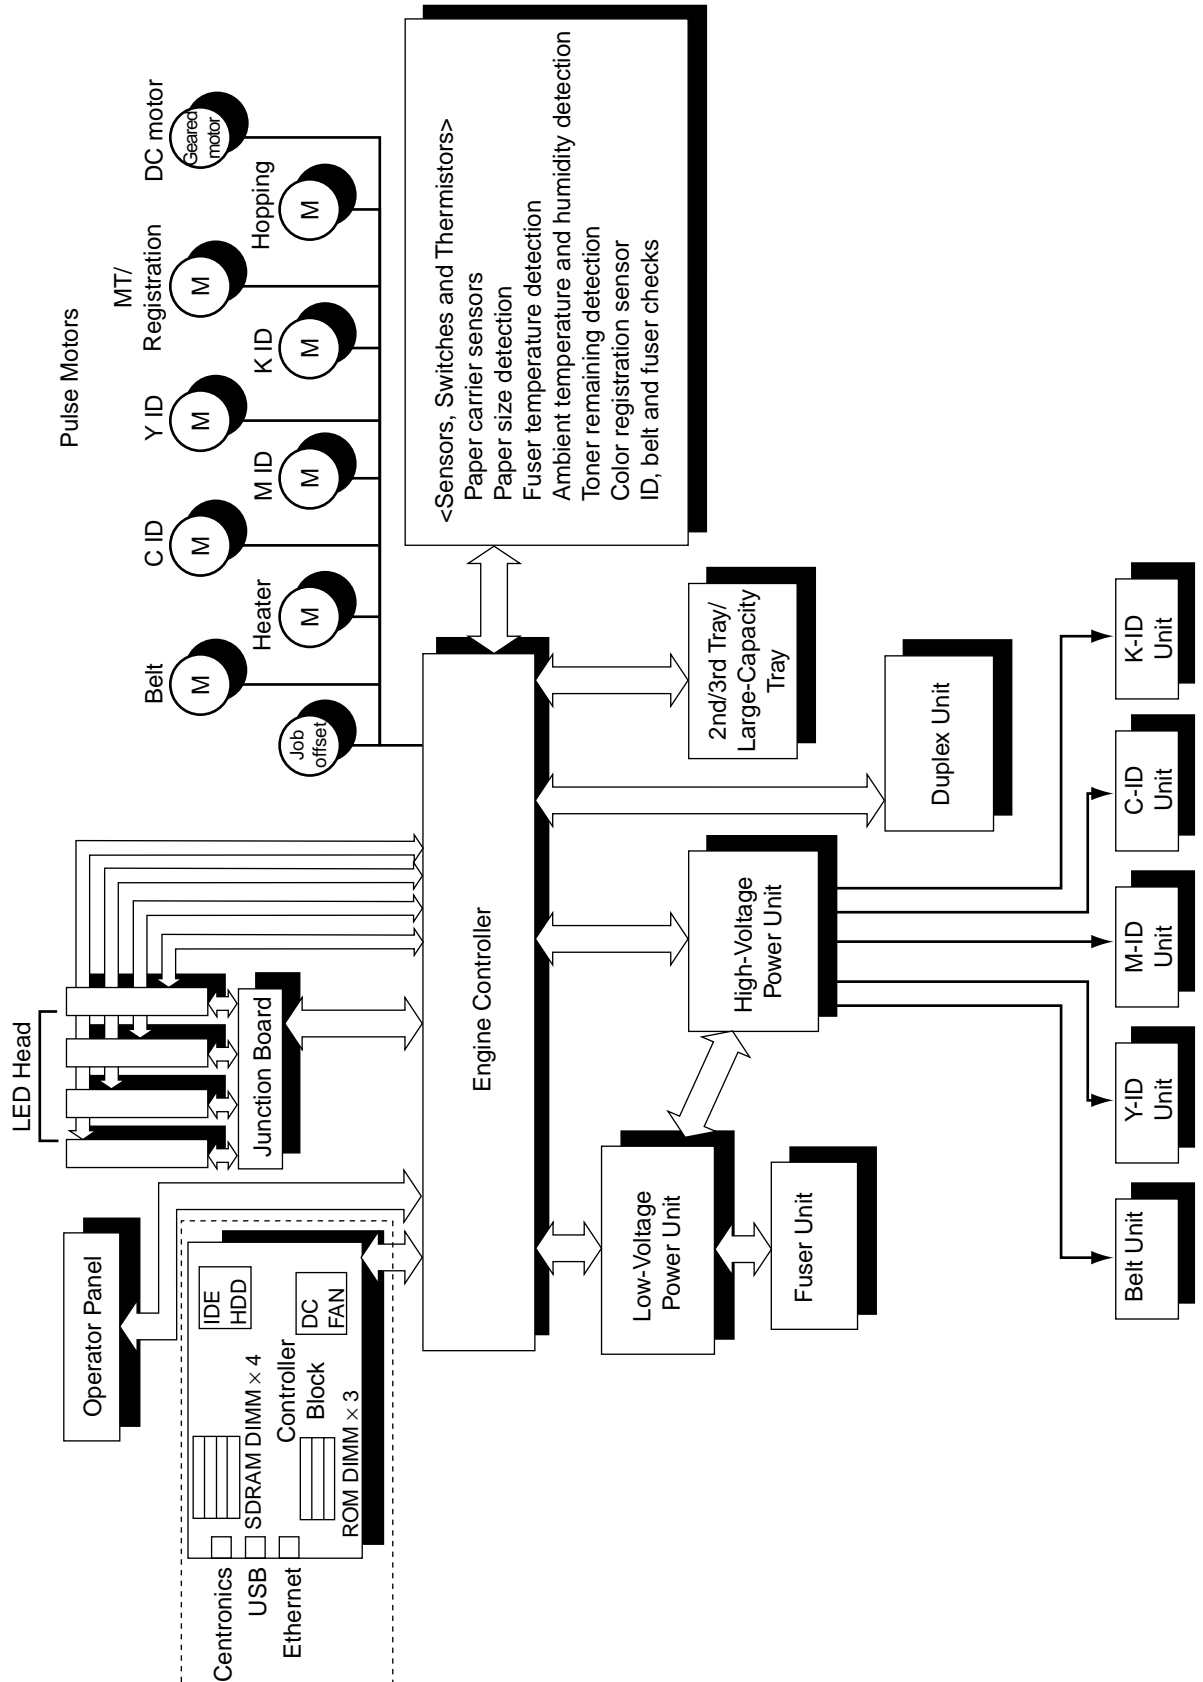 Operator Panel
LED Head
Junction Board
Centronics
USB
Ethernet
SDRAM DIMM × 4
IDE
HDD
Controller
Block
DC
FAN
ROM DIMM × 3
Pulse Motors
Belt
M
C ID
M
Y ID
M
MT/
Registration
M
DC motor
Geared
motor
Job
offset
Heater
M
M ID
M
K ID
M
Hopping
M
Engine Controller
<Sensors, Switches and Thermistors>
Paper carrier sensors
Paper size detection
Fuser temperature detection
Ambient temperature and humidity detection
Toner remaining detection
Color registration sensor
ID, belt and fuser checks
Low-Voltage
Power Unit
High-Voltage
Power Unit
2nd/3rd Tray/
Large-Capacity
Tray
Fuser Unit
Duplex Unit
Belt Unit
Y-ID
Unit
M-ID
Unit
C-ID
Unit
K-ID
Unit